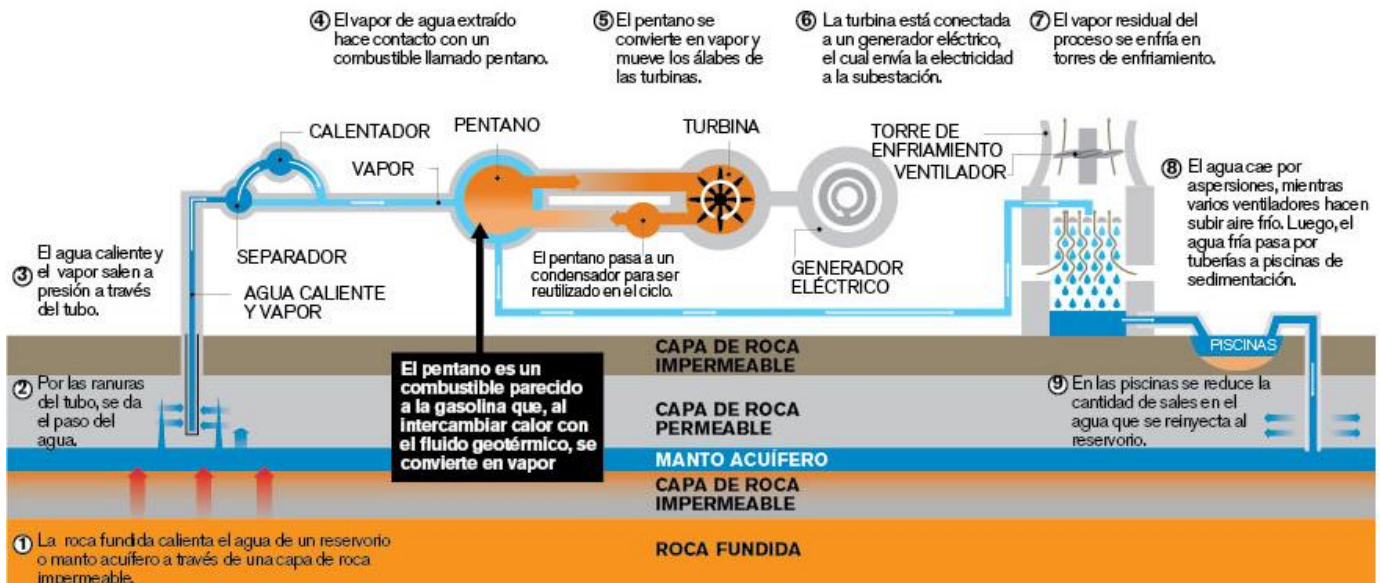 ④ El vapor de agua extraído
hace contacto con un
combustible llamado pentano.
⑤ El pentano se
convierte en vapor y
mueve los álabes de
las turbinas.
⑥ La turbina está conectada
a un generador eléctrico,
el cual envía la electricidad
a la subestación.
⑦ El vapor residual del
proceso se enfría en
torres de enfriamiento.
CALENTADOR
PENTANO
TURBINA
TORRE DE
ENFRIAMIENTO
VENTILADOR
VAPOR
⑧ El agua cae por
aspersiones, mientras
varios ventiladores hacen
subir aire frío. Luego, el
agua fría pasa por
tuberías a piscinas de
sedimentación.
③ El agua caliente y
el vapor salen a
presión a través
del tubo.
SEPARADOR
AGUA CALIENTE
Y VAPOR
El pentano pasa a un
condensador para ser
reutilizado en el ciclo.
GENERADOR
ELÉCTRICO
PISCINAS
CAPA DE ROCA
IMPERMEABLE
El pentano es un
combustible parecido
a la gasolina que, al
intercambiar calor con
el fluido geotérmico, se
convierte en vapor
② Por las ranuras
del tubo, se da
el paso del
agua.
CAPA DE ROCA
PERMEABLE
⑨ En las piscinas se reduce la
cantidad de sales en el
agua que se reinyecta al
reservorio.
MANTO ACUÍFERO
CAPA DE ROCA
IMPERMEABLE
① La roca fundida calienta el agua de un reservorio
o manto acuífero a través de una capa de roca
impermeable.
ROCA FUNDIDA